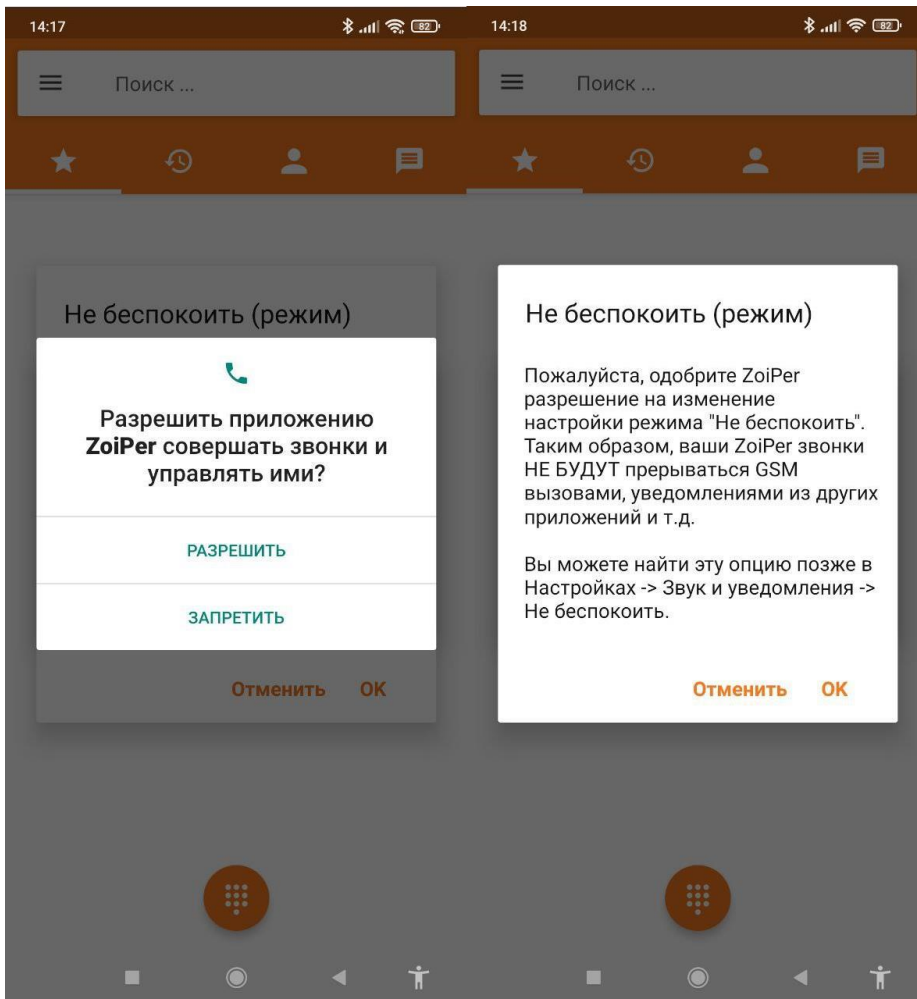 14:17
82
Поиск ...
Не беспокоить (режим)
Разрешить приложению
ZoiPer совершать звонки и
управлять ими?
РАЗРЕШИТЬ
ЗАПРЕТИТЬ
Отменить OK
14:18
82
Поиск ...
Не беспокоить (режим)
Пожалуйста, одобрите ZoiPer
разрешение на изменение
настройки режима "Не беспокоить".
Таким образом, ваши ZoiPer звонки
НЕ БУДУТ прерываться GSM
вызовами, уведомлениями из других
приложений и т.д.
Вы можете найти эту опцию позже в
Настройках -> Звук и уведомления ->
Не беспокоить.
Отменить OK